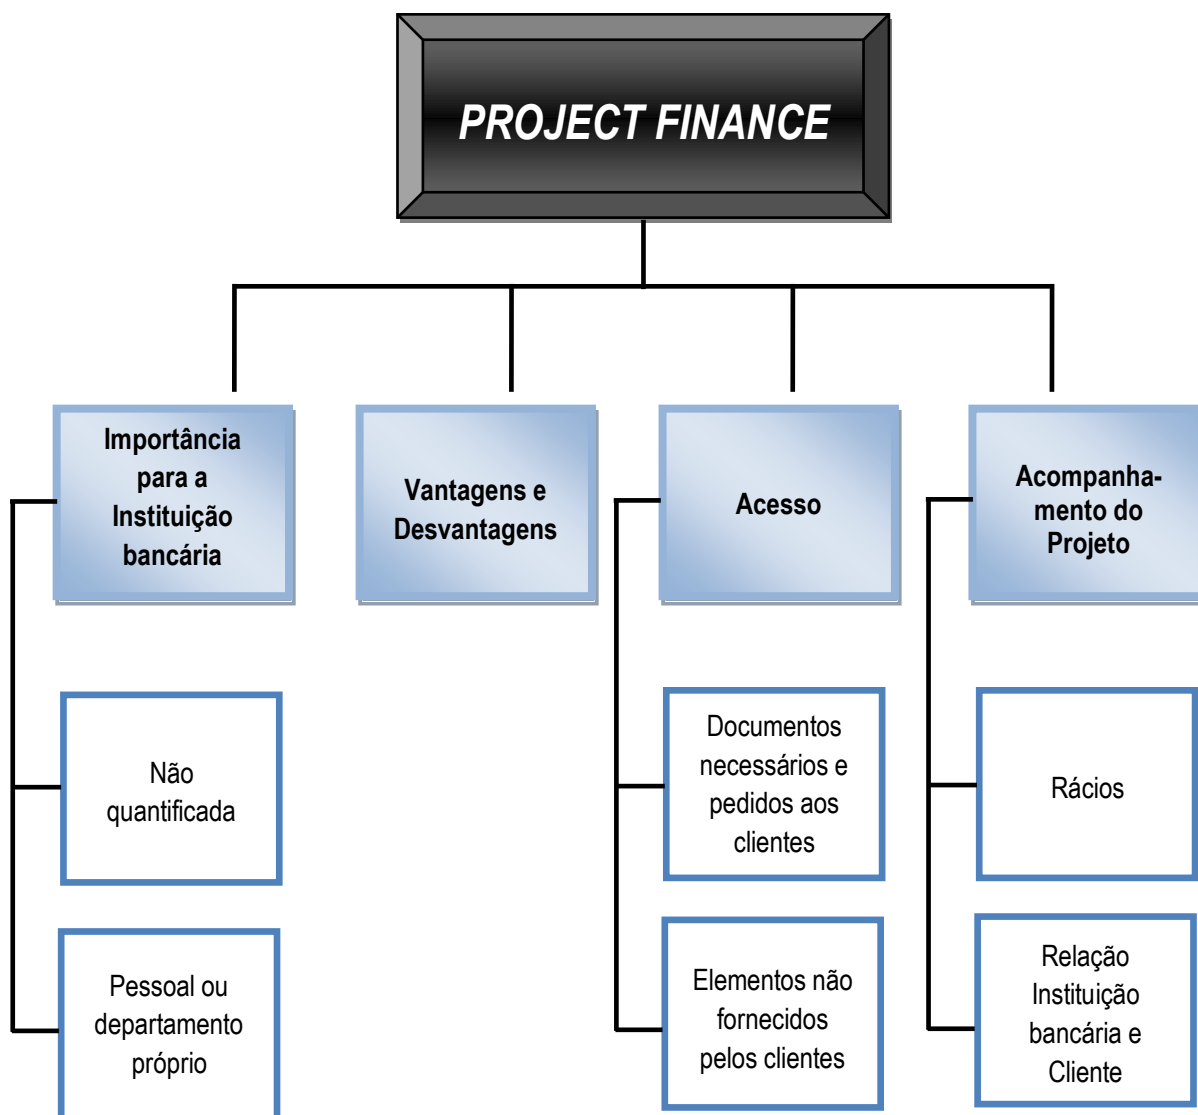 PROJECT FINANCE
Importância
para a
Instituição
bancária
Vantagens e
Desvantagens
Acesso
Acompanha-
mento do
Projeto
Não
quantificada
Documentos
necessários e
pedidos aos
clientes
Rácios
Pessoal ou
departamento
próprio
Elementos não
fornecidos
pelos clientes
Relação
Instituição
bancária e
Cliente